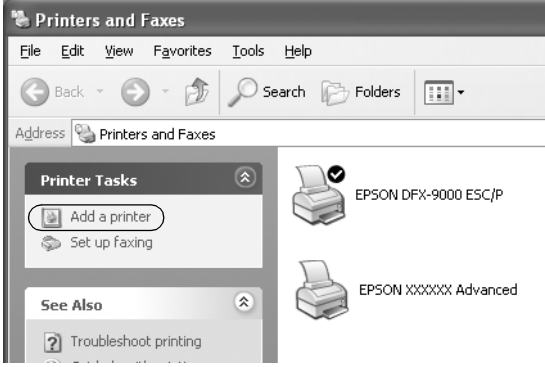 Printers and Faxes
File Edit View Favorites Tools Help
Back Search Folders
Address Printers and Faxes
Printer Tasks
Add a printer
Set up faxing
See Also
Troubleshoot printing
EPSON DFX-9000 ESC/P
EPSON XXXXXX Advanced